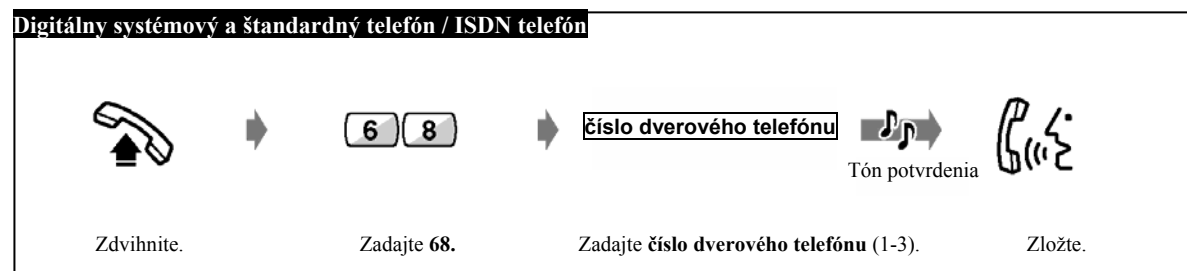 Digitálny systémový a štandardný telefón / ISDN telefón
6 8
číslo dverového telefónu
Tón potvrdenia
Zdvihnite.
Zadajte 68.
Zadajte číslo dverového telefónu (1-3).
Zložte.